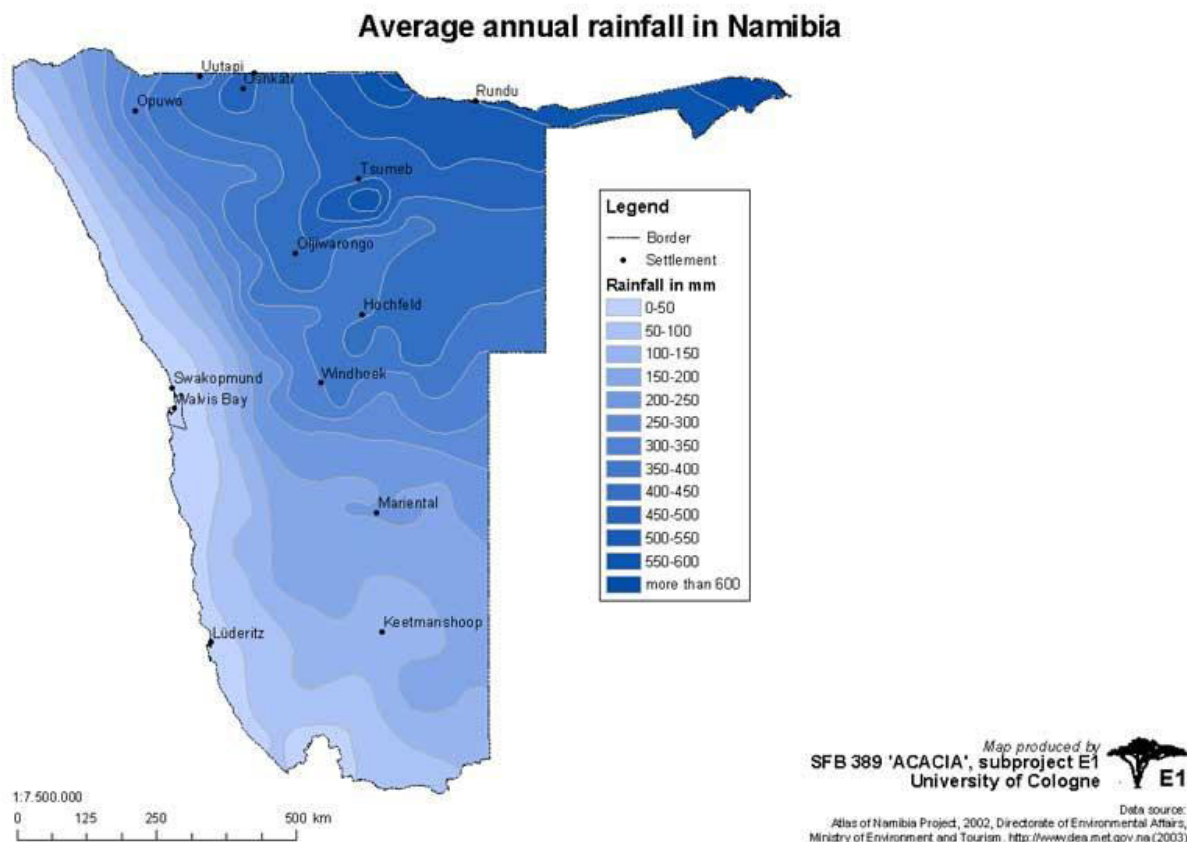 Average annual rainfall in Namibia
Uutapi
Oshkati
Opuwo
Rundu
Tsumeb
Otjiwarongo
Hochfeld
Windhoek
Swakopmund
Walvis Bay
Mariental
Keetmanshoop
Lüderitz
Legend
Border
Settlement
Rainfall in mm
0-50
50-100
100-150
150-200
200-250
250-300
300-350
350-400
400-450
450-500
500-550
550-600
more than 600
1:7.500.000
0 125 250 500 km
Map produced by
SFB 389 'ACACIA', subproject E1
University of Cologne
E1
Data source:
Atlas of Namibia Project, 2002, Directorate of Environmental Affairs,
Ministry of Environment and Tourism. http://www.dea.met.gov.na (2003)